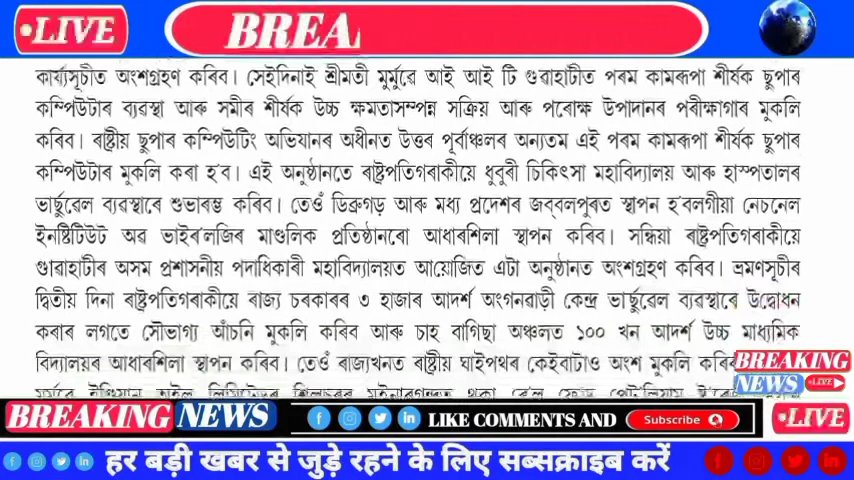 LIVE
BREA
কাৰ্য্যসূচীত অংশগ্ৰহণ কৰিব। সেইদিনাই শ্ৰীমতী মুৰ্মুৱে আই আই টি গুৱাহাটীত পৰম কামৰূপা শীৰ্ষক ছুপাৰ
কম্পিউটাৰ ব্যৱস্থা আৰু সমীৰ শীৰ্ষক উচ্চ ক্ষমতাসম্পন্ন সক্ৰিয় আৰু পৰোক্ষ উপাদানৰ পৰীক্ষাগাৰ মুকলি
কৰিব। ৰষ্ট্ৰীয় ছুপাৰ কম্পিউটিং অভিযানৰ অধীনত উত্তৰ পূৰ্বাঞ্চলৰ অন্যতম এই পৰম কামৰূপা শীৰ্ষক ছুপাৰ
কম্পিউটাৰ মুকলি কৰা হ'ব। এই অনুষ্ঠানতে ৰাষ্ট্ৰপতিগৰাকীয়ে ধুবুৰী চিকিৎসা মহাবিদ্যালয় আৰু হাস্পতালৰ
ভাৰ্ছুৱেল ব্যৱস্থাৰে শুভাৰম্ভ কৰিব। তেওঁ ডিব্ৰুগড় আৰু মধ্য প্ৰদেশৰ জব্বলপুৰত স্থাপন হ'বলগীয়া নেচনেল
ইনষ্টিটিউট অৱ ভাইৰ'লজিৰ মাণ্ডলিক প্ৰতিষ্ঠানৰো আধাৰশিলা স্থাপন কৰিব। সন্ধিয়া ৰাষ্ট্ৰপতিগৰাকীয়ে
গুৱাহাটীৰ অসম প্ৰশাসনীয় পদাধিকাৰী মহাবিদ্যালয়ত আয়োজিত এটা অনুষ্ঠানত অংশগ্ৰহণ কৰিব। ভ্ৰমণসূচীৰ
দ্বিতীয় দিনা ৰাষ্ট্ৰপতিগৰাকীয়ে ৰাজ্য চৰকাৰৰ ৩ হাজাৰ আদৰ্শ অংগনৱাড়ী কেন্দ্ৰ ভাৰ্ছুৱেল ব্যৱস্থাৰে উদ্বোধন
কৰাৰ লগতে সৌভাগ্য আঁচনি মুকলি কৰিব আৰু চাহ বাগিছা অঞ্চলত ১০০ খন আদৰ্শ উচ্চ মাধ্যমিক
বিদ্যালয়ৰ আধাৰশিলা স্থাপন কৰিব। তেওঁ ৰাজ্যখনত ৰাষ্ট্ৰীয় ঘাইপথৰ কেইবাটাও অংশ মুকলি
BREAKING
NEWS LIVE
BREAKING NEWS
LIKE COMMENTS AND
Subscribe
LIVE
हर बड़ी खबर से जुड़े रहने के लिए सब्सक्राइब करें